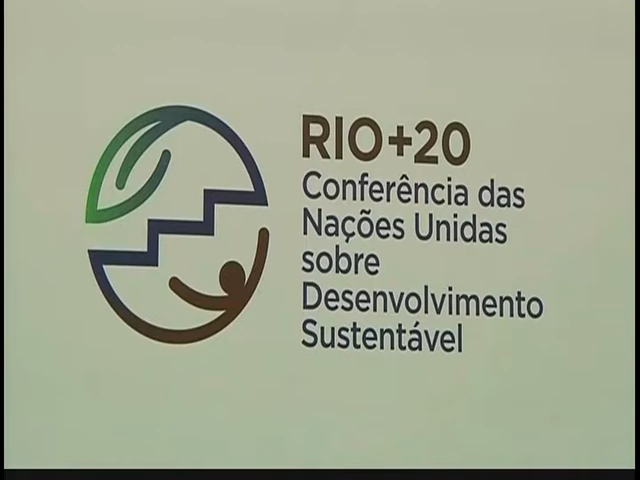 RIO+20
Conferência das
Nações Unidas
sobre
Desenvolvimento
Sustentável